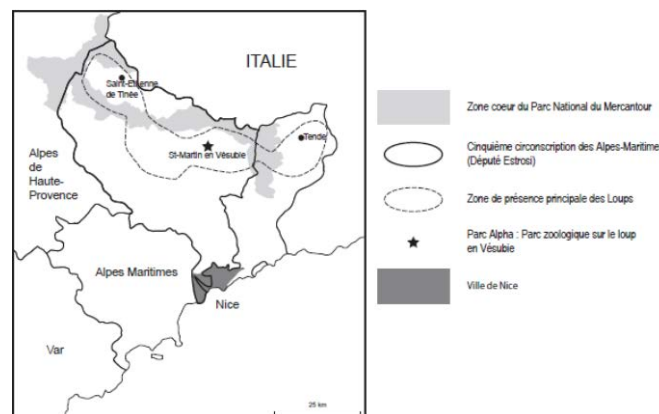 ITALIE
Saint-Etienne
de Tinée
Tende
St-Martin en Vésubie
Alpes
de
Haute-
Provence
Alpes Maritimes
Nice
Var
25 km
Zone coeur du Parc National du Mercantour
Cinquième circonscription des Alpes-Maritime
(Député Estrosi)
Zone de présence principale des Loups
Parc Alpha : Parc zoologique sur le loup
en Vésubie
Ville de Nice